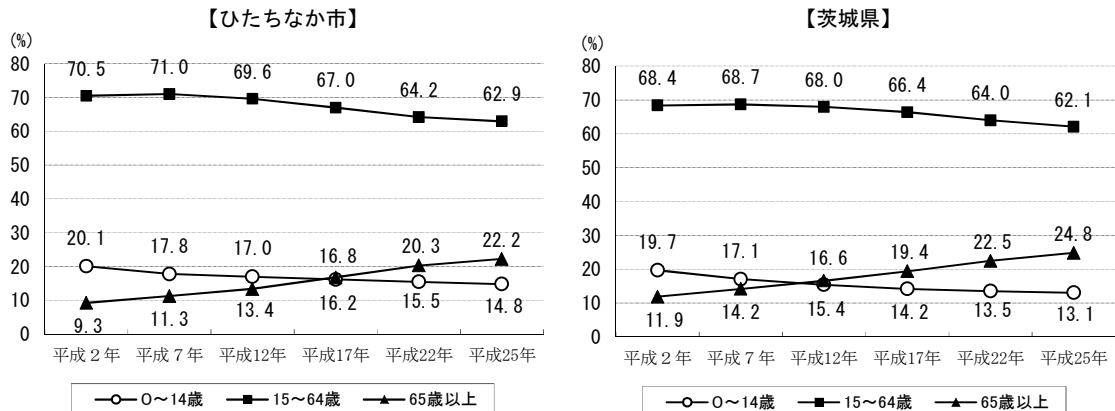 【ひたちなか市】
(%)
80
70
60
50
40
30
20
10
0
70.5 71.0 69.6 67.0 64.2 62.9
20.1 17.8 17.0 16.8 20.3 22.2
9.3 11.3 13.4 16.2 15.5 14.8
平成2年 平成7年 平成12年 平成17年 平成22年 平成25年
0～14歳 15～64歳 65歳以上
【茨城県】
(%)
80
70
60
50
40
30
20
10
0
68.4 68.7 68.0 66.4 64.0 62.1
19.7 17.1 16.6 19.4 22.5 24.8
11.9 14.2 15.4 14.2 13.5 13.1
平成2年 平成7年 平成12年 平成17年 平成22年 平成25年
0～14歳 15～64歳 65歳以上